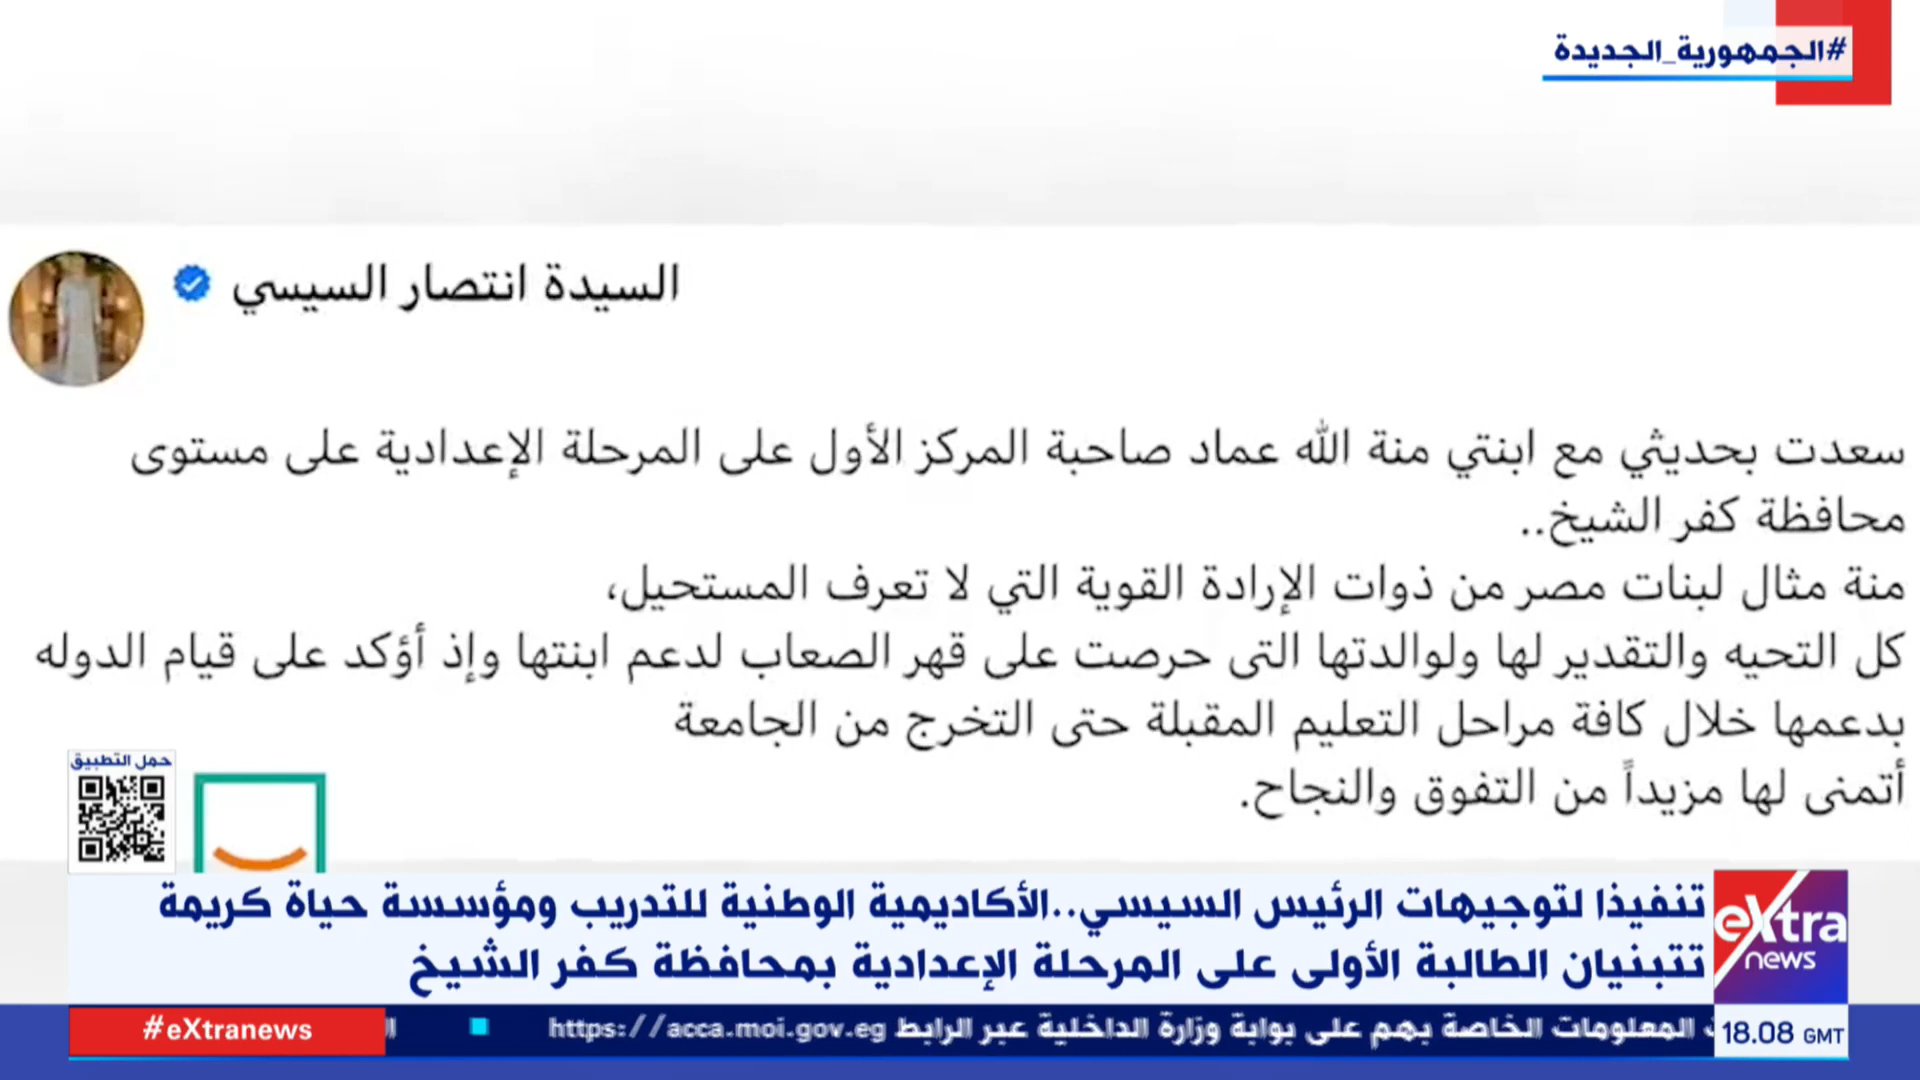 #الجمهورية_الجديدة
السيدة انتصار السيسي
سعدت بحديثي مع ابنتي منة الله عماد صاحبة المركز الأول على المرحلة الإعدادية على مستوى
محافظة كفر الشيخ..
منة مثال لبنات مصر من ذوات الإرادة القوية التي لا تعرف المستحيل،
كل التحيه والتقدير لها ولوالدتها التى حرصت على قهر الصعاب لدعم ابنتها وإذ أؤكد على قيام الدوله
بدعمها خلال كافة مراحل التعليم المقبلة حتى التخرج من الجامعة
أتمنى لها مزيداً من التفوق والنجاح.
حمل التطبيق
تنفيذا لتوجيهات الرئيس السيسي..الأكاديمية الوطنية للتدريب ومؤسسة حياة كريمة
تتبنيان الطالبة الأولى على المرحلة الإعدادية بمحافظة كفر الشيخ
eXtra
news
#eXtranews
المعلومات الخاصة بهم على بوابة وزارة الداخلية عبر الرابط https://acca.moi.gov.eg
18.08 GMT